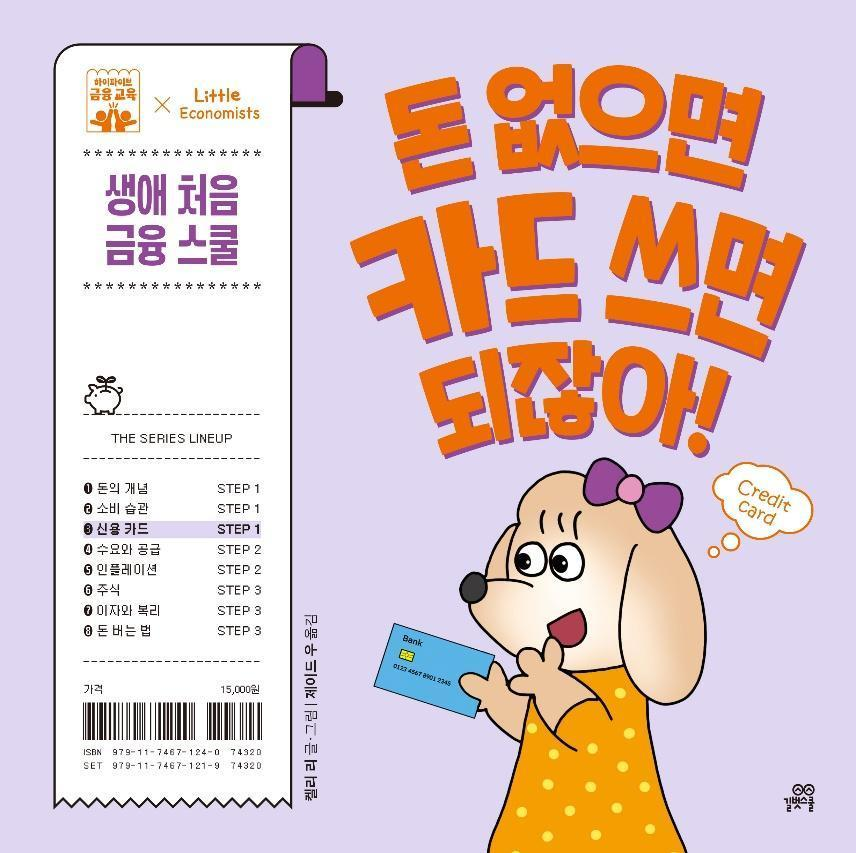 하이파이브
금융 교육
×
Little
Economists
****************
생애 처음
금융 스쿨
****************
THE SERIES LINEUP
❶ 돈의 개념 STEP 1
❷ 소비 습관 STEP 1
❸ 신용 카드 STEP 1
❹ 수요와 공급 STEP 2
❺ 인플레이션 STEP 2
❻ 주식 STEP 3
❼ 이자와 복리 STEP 3
❽ 돈 버는 법 STEP 3
가격 15,000원
ISBN 979-11-7467-124-0 74320
SET 979-11-7467-121-9 74320
켈리 리 글·그림 | 제이드 우 옮김
돈 없으면
카드 쓰면
되잖아!
Credit
card
Bank
0123 4567 8901 2345
길벗스쿨